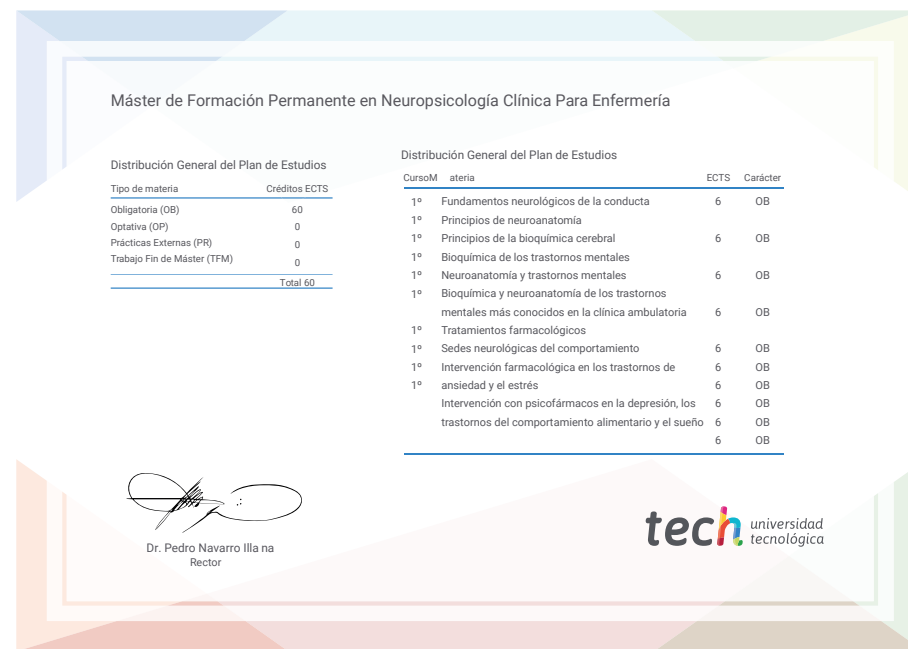 Máster de Formación Permanente en Neuropsicología Clínica Para Enfermería
Distribución General del Plan de Estudios
Tipo de materia Créditos ECTS
Obligatoria (OB) 60
Optativa (OP) 0
Prácticas Externas (PR) 0
Trabajo Fin de Máster (TFM) 0
Total 60
Distribución General del Plan de Estudios
CursoM ateria ECTS Carácter
1º Fundamentos neurológicos de la conducta 6 OB
1º Principios de neuroanatomía
1º Principios de la bioquímica cerebral 6 OB
1º Bioquímica de los trastornos mentales
1º Neuroanatomía y trastornos mentales 6 OB
1º Bioquímica y neuroanatomía de los trastornos
mentales más conocidos en la clínica ambulatoria 6 OB
1º Tratamientos farmacológicos
1º Sedes neurológicas del comportamiento 6 OB
1º Intervención farmacológica en los trastornos de 6 OB
1º ansiedad y el estrés 6 OB
Intervención con psicofármacos en la depresión, los 6 OB
trastornos del comportamiento alimentario y el sueño 6 OB
6 OB
Dr. Pedro Navarro Illa na
Rector
tech universidad
tecnológica